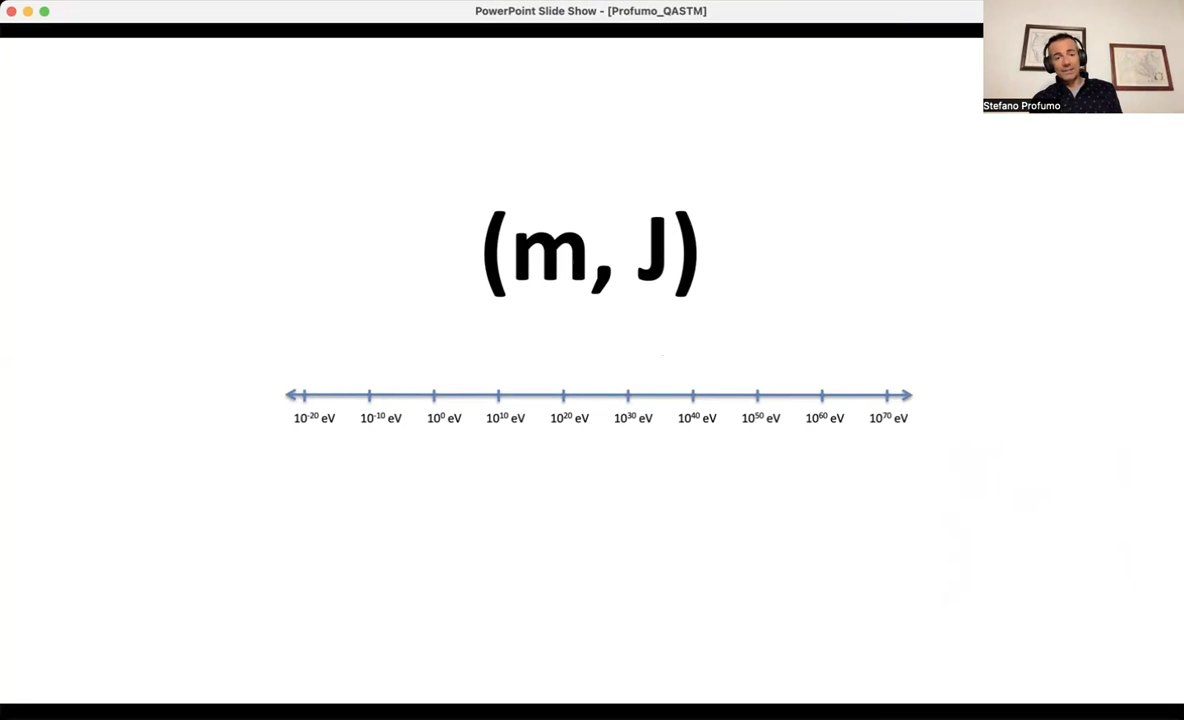 PowerPoint Slide Show - [Profumo_QASTM]
Stefano Profumo
(m, J)
10⁻²⁰ eV 10⁻¹⁰ eV 10⁰ eV 10¹⁰ eV 10²⁰ eV 10³⁰ eV 10⁴⁰ eV 10⁵⁰ eV 10⁶⁰ eV 10⁷⁰ eV